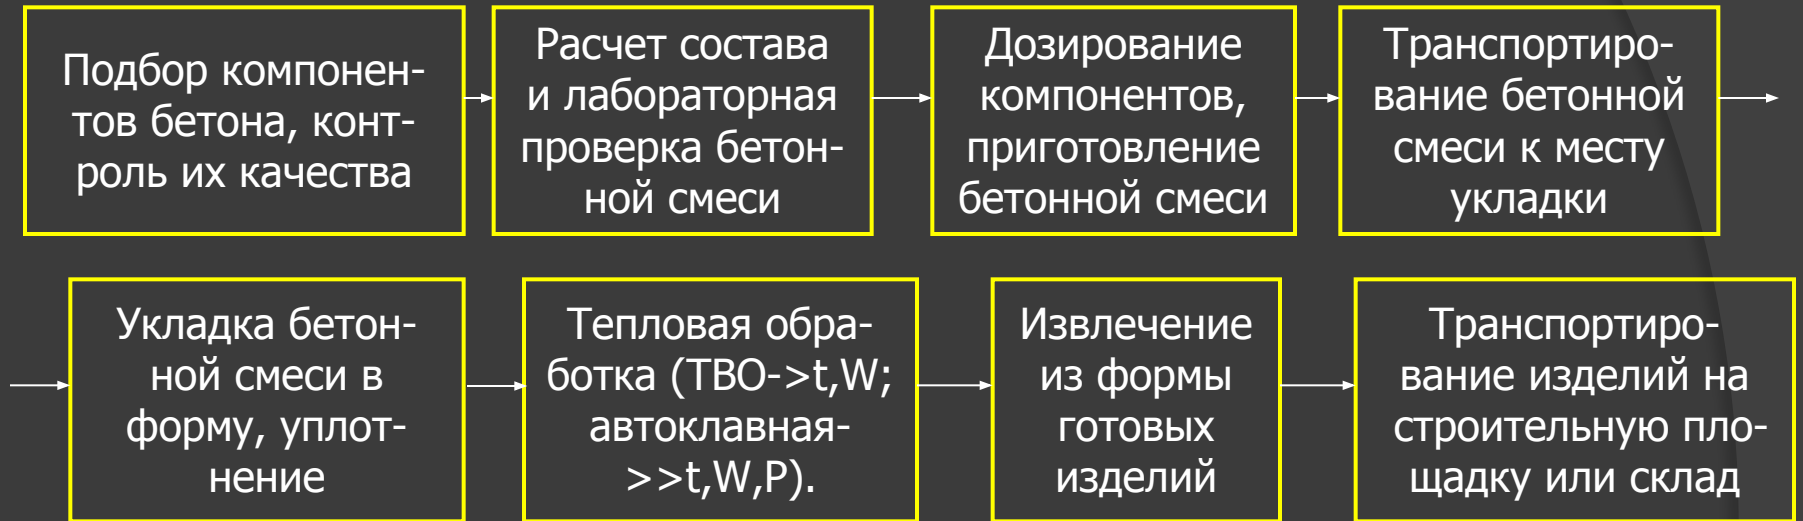 Подбор компонен-
тов бетона, конт-
роль их качества
Расчет состава
и лабораторная
проверка бетон-
ной смеси
Дозирование
компонентов,
приготовление
бетонной смеси
Транспортиро-
вание бетонной
смеси к месту
укладки
Укладка бетон-
ной смеси в
форму, уплот-
нение
Тепловая обра-
ботка (ТВО->t,W;
автоклавная-
>>t,W,P).
Извлечение
из формы
готовых
изделий
Транспортиро-
вание изделий на
строительную пло-
щадку или склад